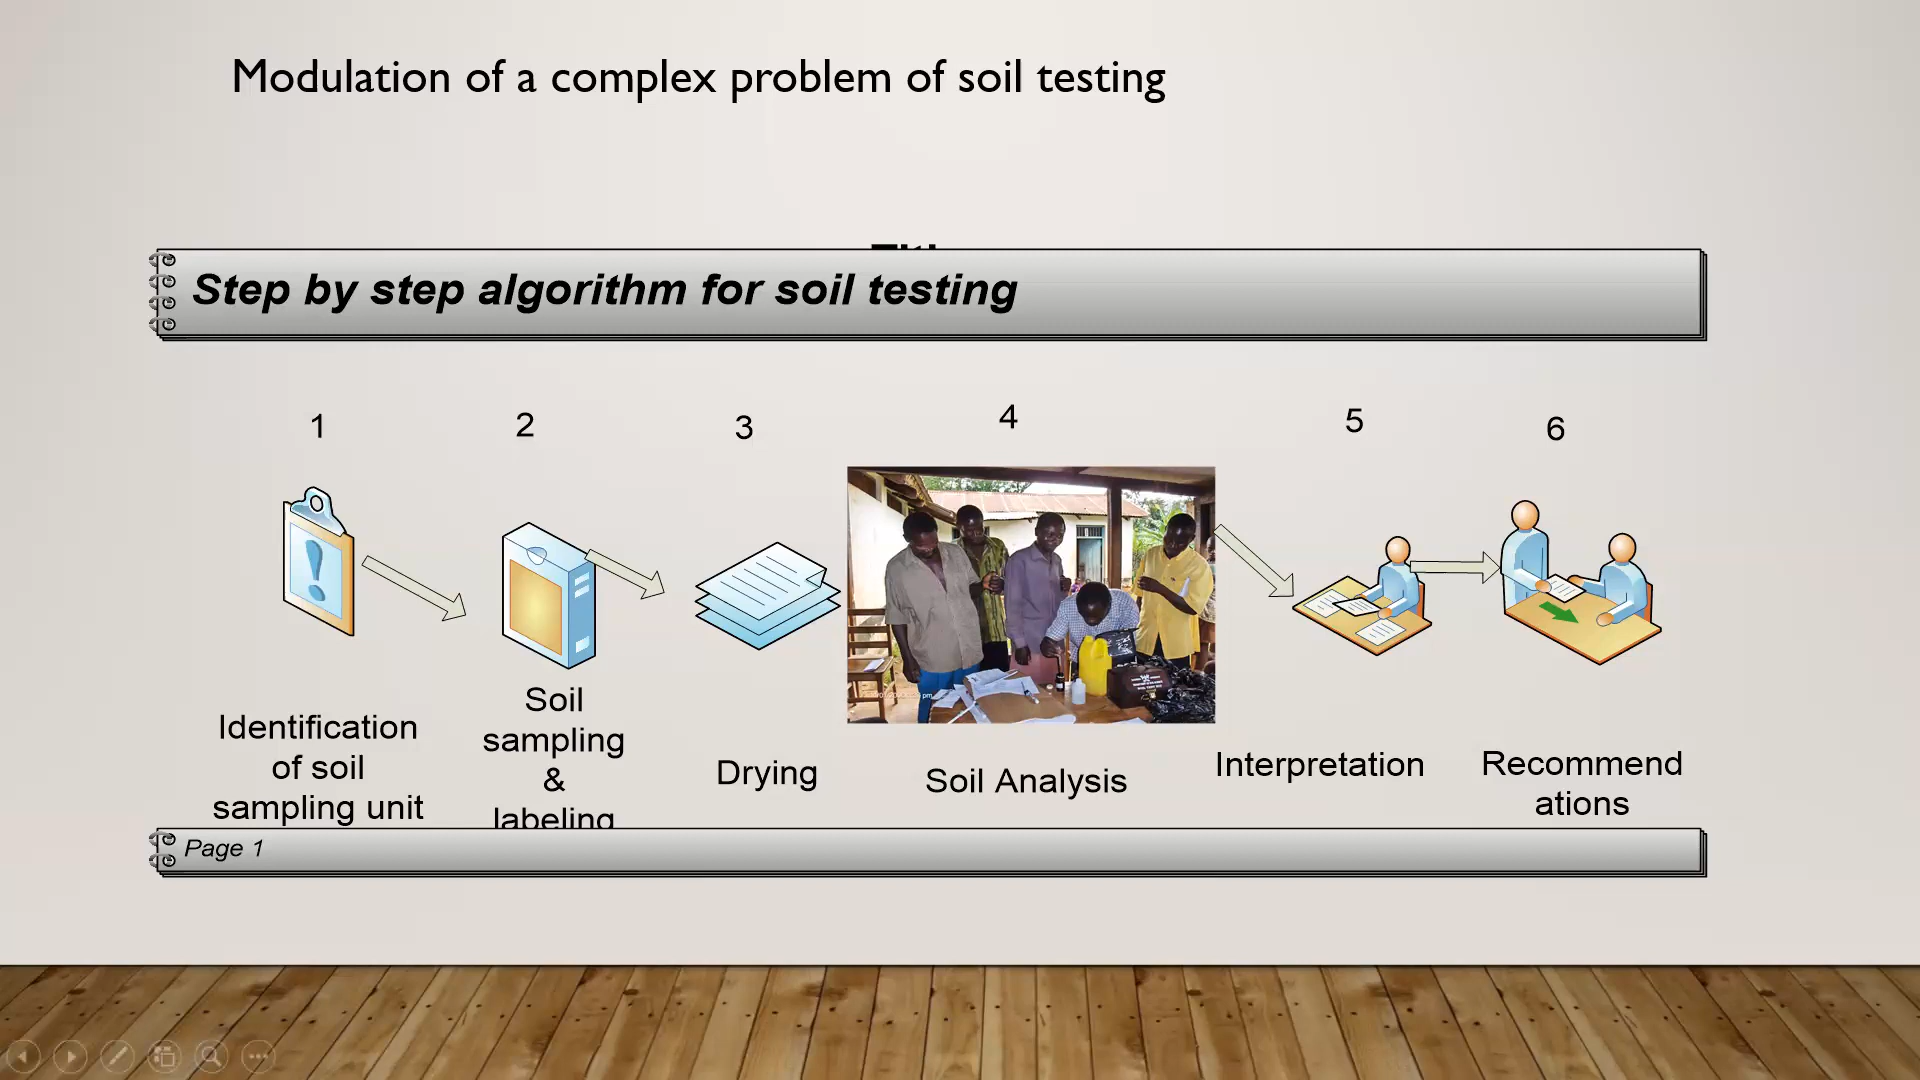 Modulation of a complex problem of soil testing
Step by step algorithm for soil testing
1
2
3
4
5
6
Identification
of soil
sampling unit
Soil
sampling
&
labeling
Drying
Soil Analysis
Interpretation
Recommend
ations
Page 1